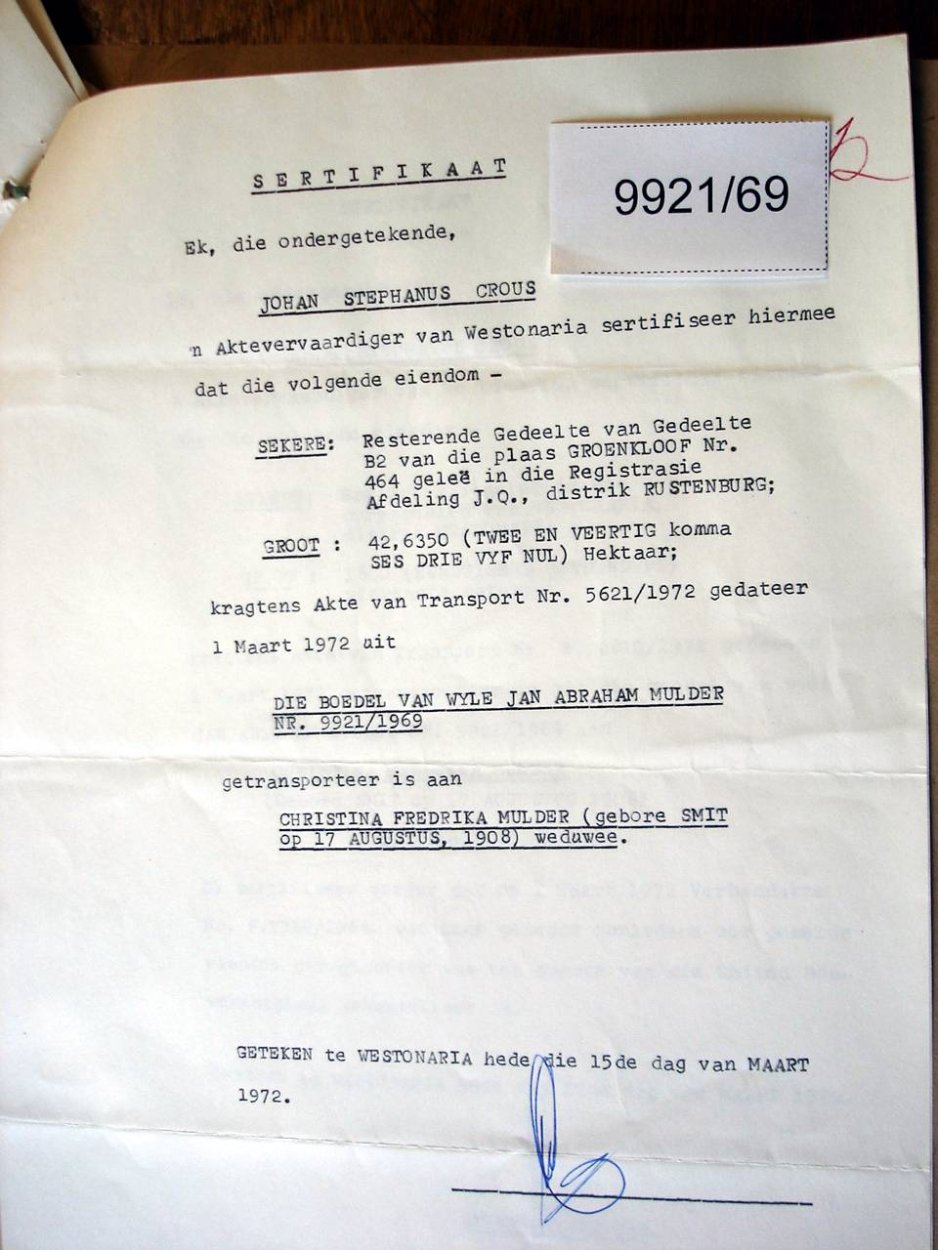 S E R T I F I K A A T
9921/69
Ek, die ondergetekende,
JOHAN STEPHANUS CROUS
'n Aktevervaardiger van Westonaria sertifiseer hiermee
dat die volgende eiendom -
SEKERE: Resterende Gedeelte van Gedeelte
B2 van die plaas GROENKLOOF Nr.
464 geleë in die Registrasie
Afdeling J.Q., distrik RUSTENBURG;
GROOT : 42,6350 (TWEE EN VEERTIG komma
SES DRIE VYF NUL) Hektaar;
kragtens Akte van Transport Nr. 5621/1972 gedateer
1 Maart 1972 uit
DIE BOEDEL VAN WYLE JAN ABRAHAM MULDER
NR. 9921/1969
getransporteer is aan
CHRISTINA FREDRIKA MULDER (gebore SMIT
op 17 AUGUSTUS, 1908) weduwee.
GETEKEN te WESTONARIA hede die 15de dag van MAART
1972.